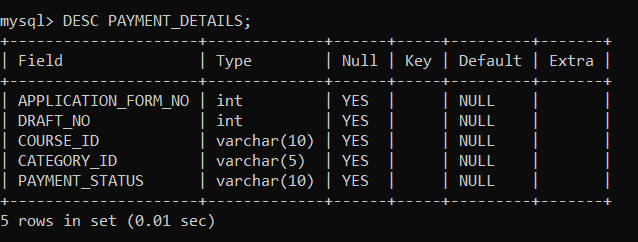 mysql> DESC PAYMENT_DETAILS;
+---------------------+-------------+------+-----+---------+-------+
| Field               | Type        | Null | Key | Default | Extra |
+---------------------+-------------+------+-----+---------+-------+
| APPLICATION_FORM_NO | int         | YES  |     | NULL    |       |
| DRAFT_NO            | int         | YES  |     | NULL    |       |
| COURSE_ID           | varchar(10) | YES  |     | NULL    |       |
| CATEGORY_ID         | varchar(5)  | YES  |     | NULL    |       |
| PAYMENT_STATUS      | varchar(10) | YES  |     | NULL    |       |
+---------------------+-------------+------+-----+---------+-------+
5 rows in set (0.01 sec)